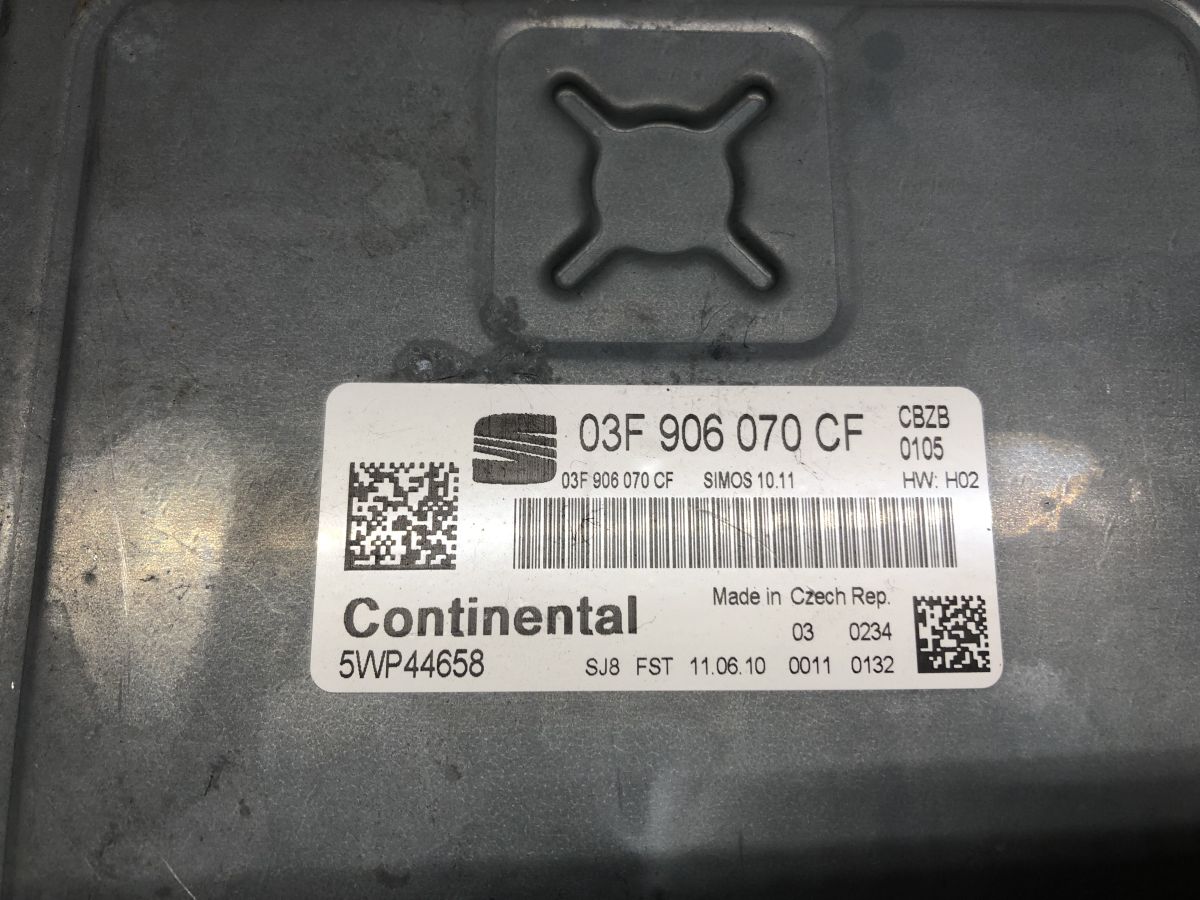 03F 906 070 CF
CBZB
0105
03F 906 070 CF SIMOS 10.11 HW: H02
Made in Czech Rep.
Continental
03 0234
5WP44658
SJ8 FST 11.06.10 0011 0132